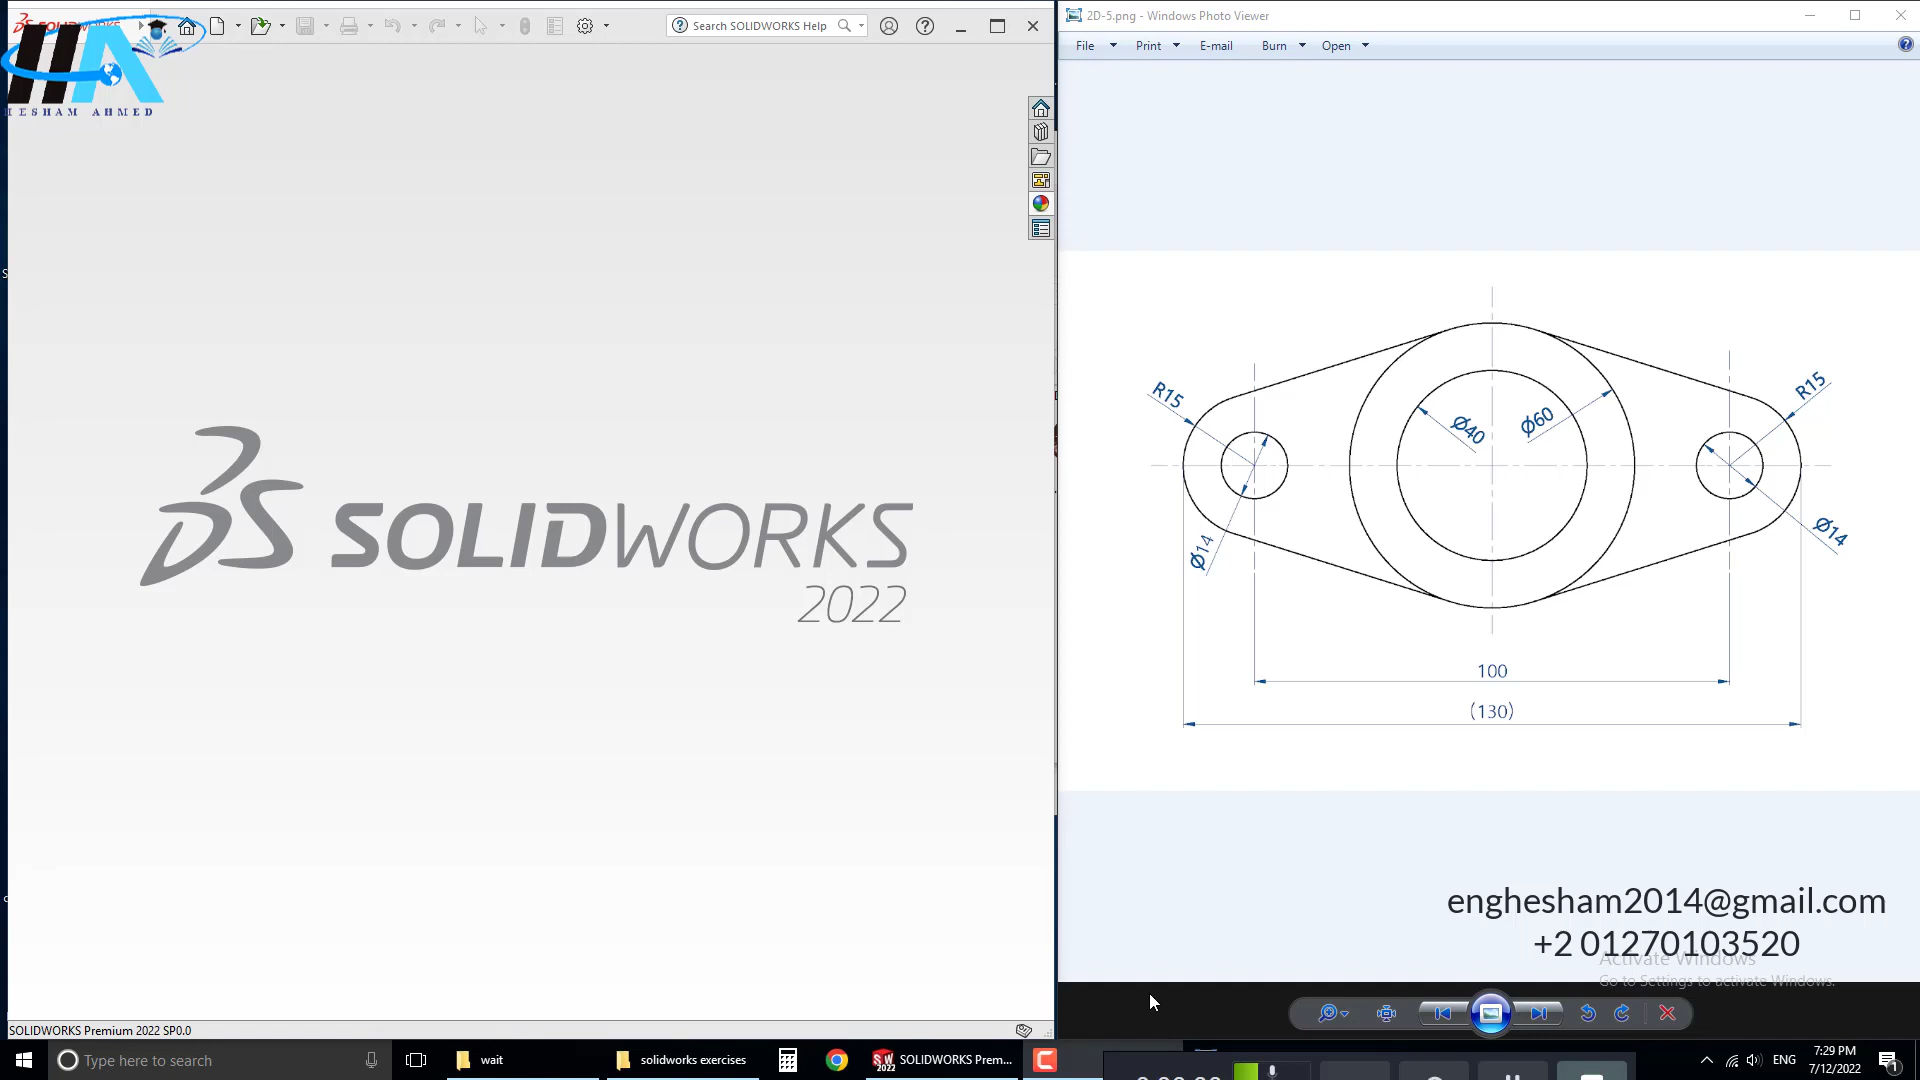 Search SOLIDWORKS Help
HESHAM AHMED
SOLIDWORKS
2022
SOLIDWORKS Premium 2022 SP0.0
2D-5.png - Windows Photo Viewer
File
Print
E-mail
Burn
Open
R15
R15
Ø40
Ø60
Ø14
Ø14
100
(130)
enghesham2014@gmail.com
+2 01270103520
Activate Windows
Go to Settings to activate Windows.
Type here to search
wait
solidworks exercises
SOLIDWORKS Prem...
ENG
7:29 PM
7/12/2022